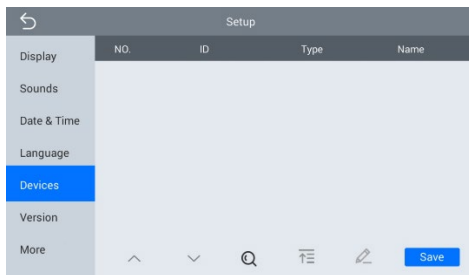 Setup
NO. ID Type Name
Display
Sounds
Date & Time
Language
Devices
Version
More
Save